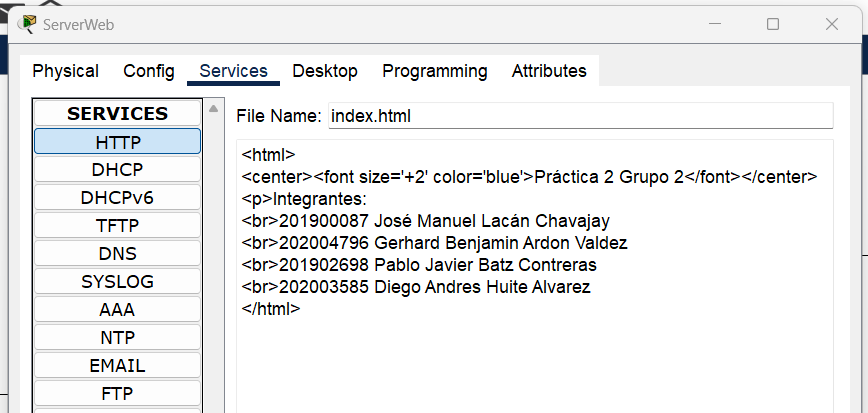 ServerWeb
Physical Config Services Desktop Programming Attributes
SERVICES
HTTP
DHCP
DHCPv6
TFTP
DNS
SYSLOG
AAA
NTP
EMAIL
FTP
File Name: index.html
<html>
<center><font size='+2' color='blue'>Práctica 2 Grupo 2</font></center>
<p>Integrantes:
<br>201900087 José Manuel Lacán Chavajay
<br>202004796 Gerhard Benjamin Ardon Valdez
<br>201902698 Pablo Javier Batz Contreras
<br>202003585 Diego Andres Huite Alvarez
</html>